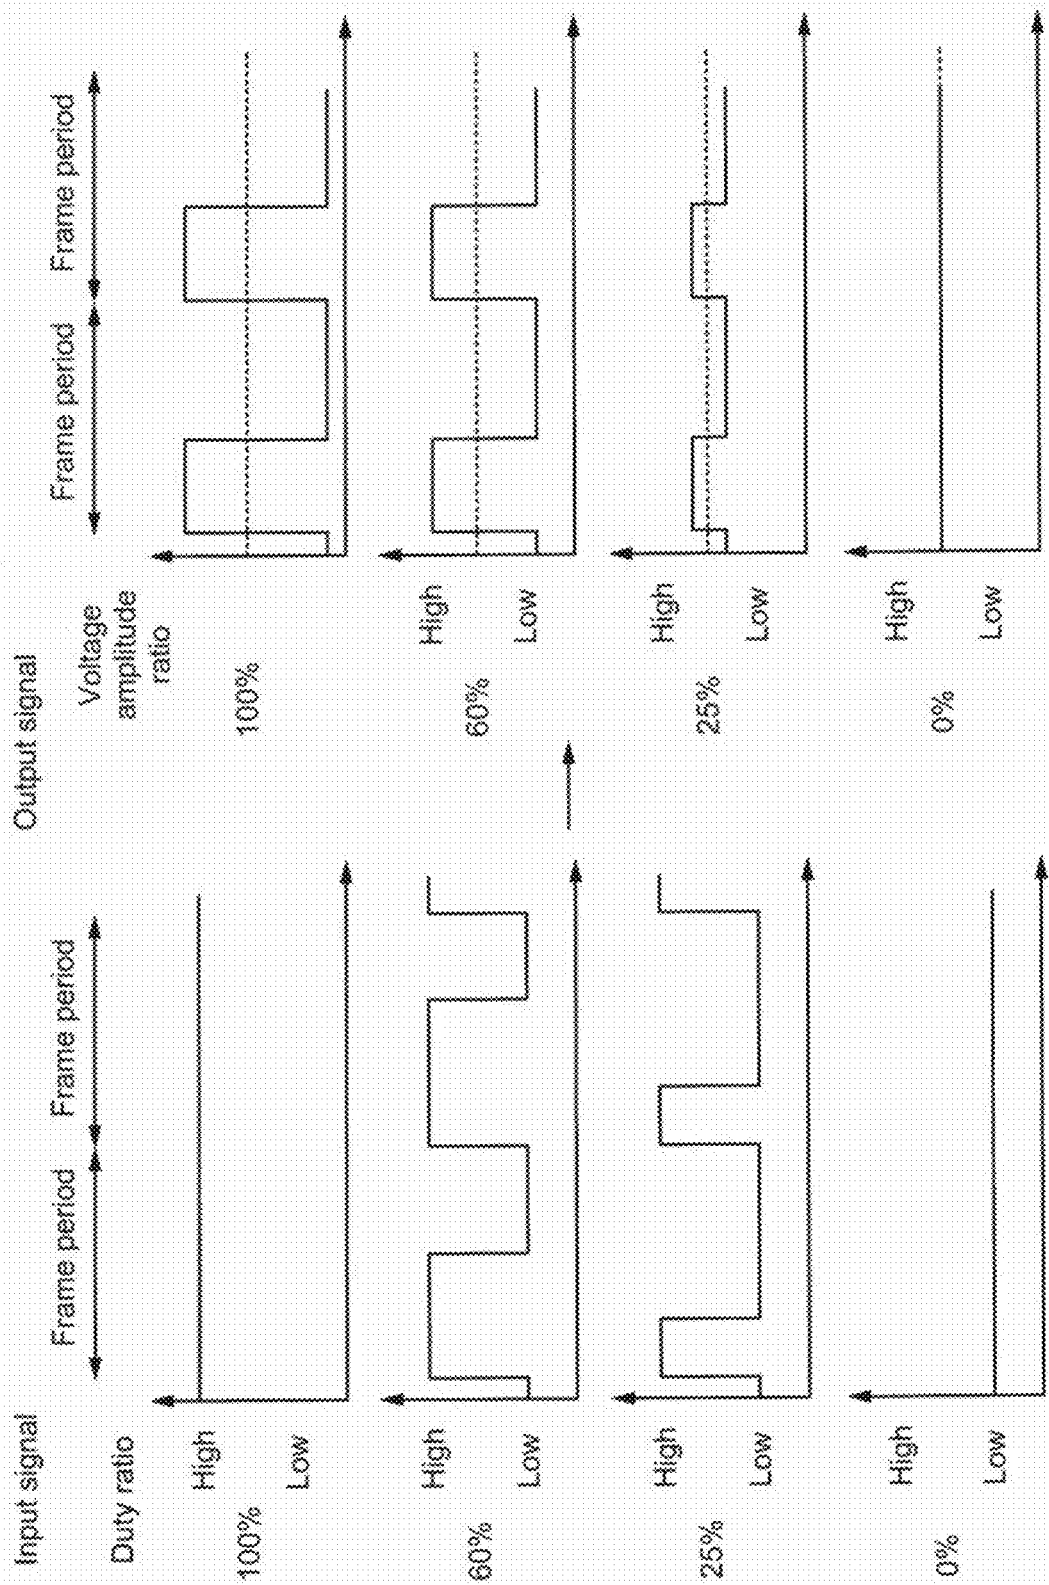 Input signal
Output signal
Frame period
Frame period
Frame period
Frame period
Duty ratio
Voltage
amplitude
ratio
100%
High
Low
100%
60%
High
Low
60%
High
Low
25%
High
Low
25%
High
Low
0%
High
Low
0%
High
Low